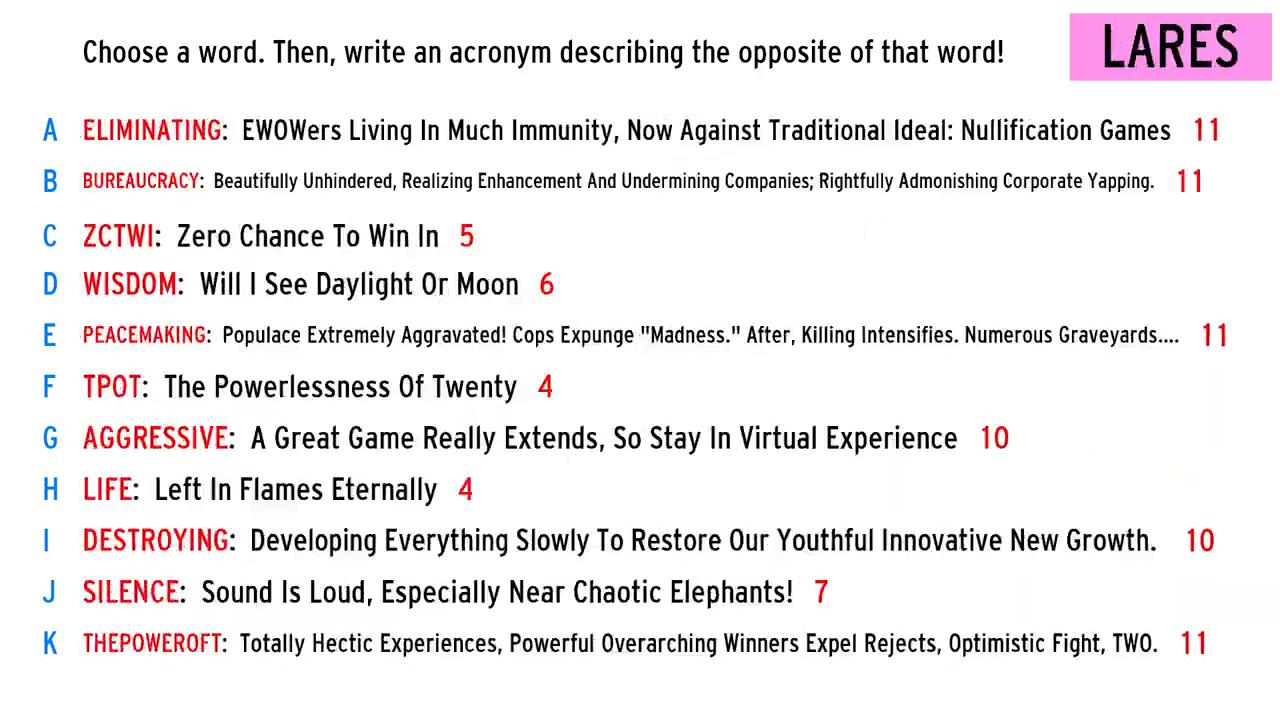 Choose a word. Then, write an acronym describing the opposite of that word!
LARES
A ELIMINATING: EWOWers Living In Much Immunity, Now Against Traditional Ideal: Nullification Games 11
B BUREAUCRACY: Beautifully Unhindered, Realizing Enhancement And Undermining Companies; Rightfully Admonishing Corporate Yapping. 11
C ZCTWI: Zero Chance To Win In 5
D WISDOM: Will I See Daylight Or Moon 6
E PEACEMAKING: Populace Extremely Aggravated! Cops Expunge "Madness." After, Killing Intensifies. Numerous Graveyards.... 11
F TPOT: The Powerlessness Of Twenty 4
G AGGRESSIVE: A Great Game Really Extends, So Stay In Virtual Experience 10
H LIFE: Left In Flames Eternally 4
I DESTROYING: Developing Everything Slowly To Restore Our Youthful Innovative New Growth. 10
J SILENCE: Sound Is Loud, Especially Near Chaotic Elephants! 7
K THEPOWEROFT: Totally Hectic Experiences, Powerful Overarching Winners Expel Rejects, Optimistic Fight, TWO. 11